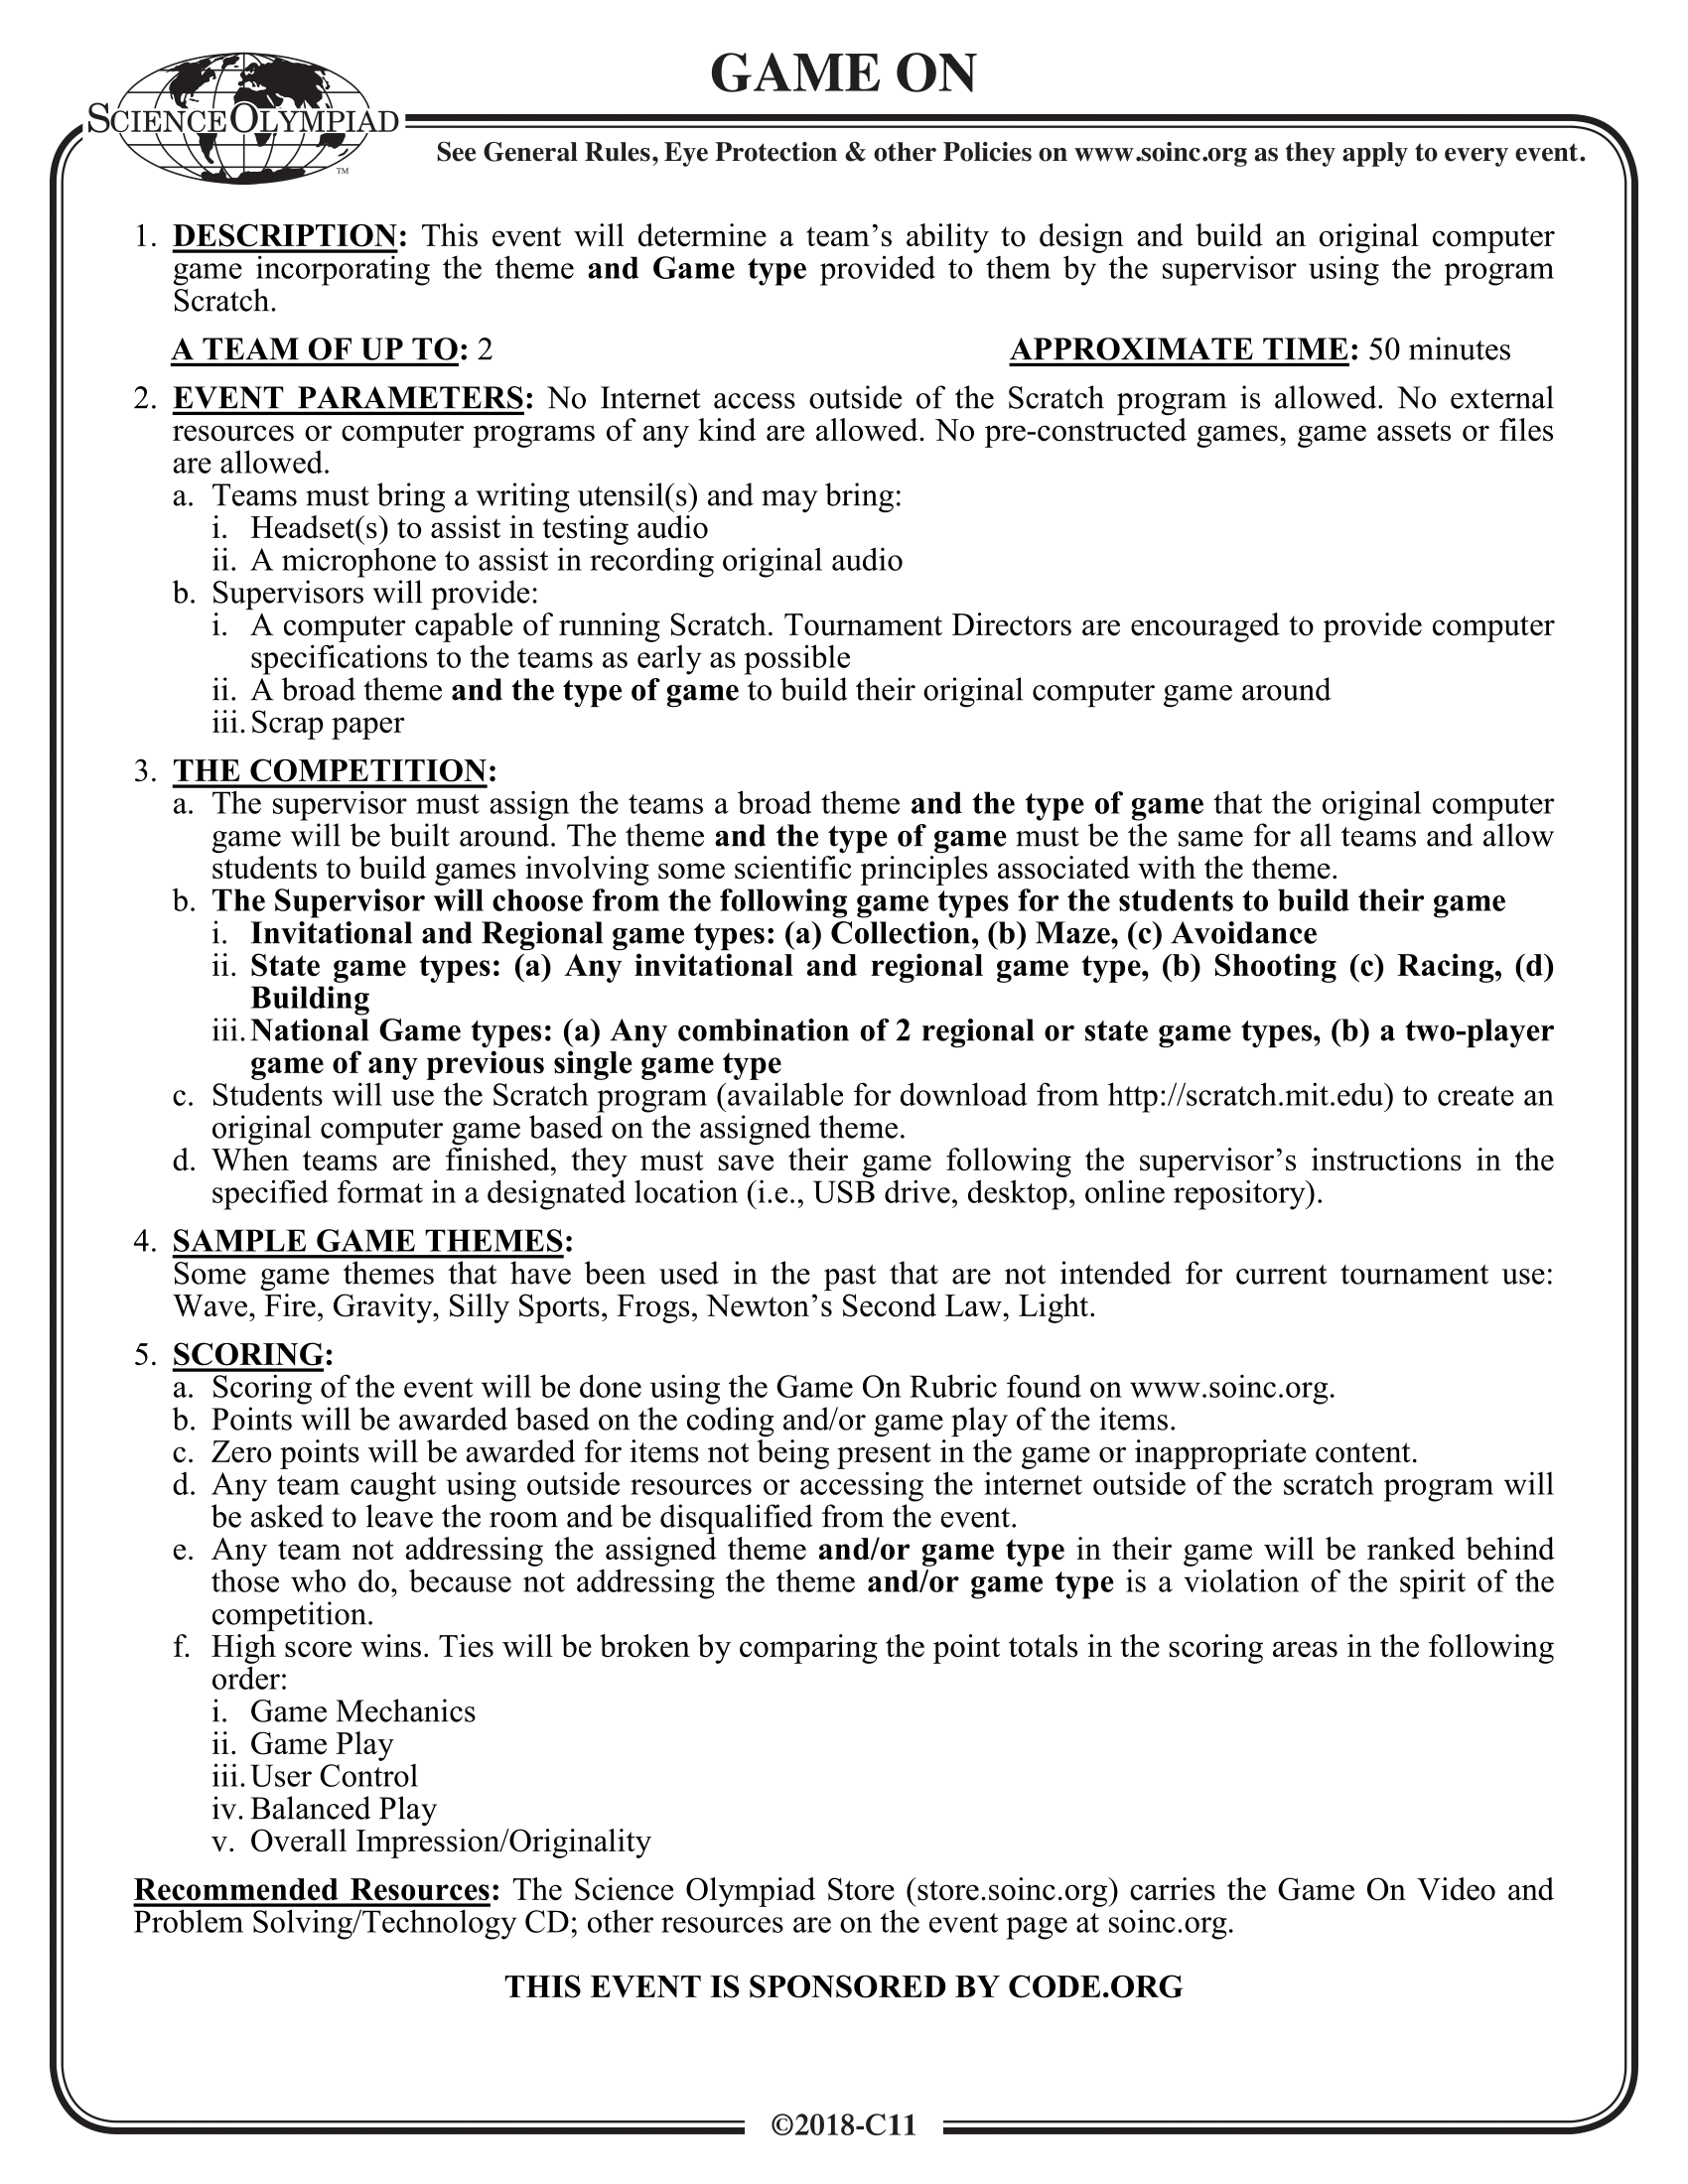 GAME ON
SCIENCE OLYMPIAD
TM
See General Rules, Eye Protection & other Policies on www.soinc.org as they apply to every event.
1. DESCRIPTION: This event will determine a team’s ability to design and build an original computer
game incorporating the theme and Game type provided to them by the supervisor using the program
Scratch.
A TEAM OF UP TO: 2 APPROXIMATE TIME: 50 minutes
2. EVENT PARAMETERS: No Internet access outside of the Scratch program is allowed. No external
resources or computer programs of any kind are allowed. No pre-constructed games, game assets or files
are allowed.
a. Teams must bring a writing utensil(s) and may bring:
i. Headset(s) to assist in testing audio
ii. A microphone to assist in recording original audio
b. Supervisors will provide:
i. A computer capable of running Scratch. Tournament Directors are encouraged to provide computer
specifications to the teams as early as possible
ii. A broad theme and the type of game to build their original computer game around
iii. Scrap paper
3. THE COMPETITION:
a. The supervisor must assign the teams a broad theme and the type of game that the original computer
game will be built around. The theme and the type of game must be the same for all teams and allow
students to build games involving some scientific principles associated with the theme.
b. The Supervisor will choose from the following game types for the students to build their game
i. Invitational and Regional game types: (a) Collection, (b) Maze, (c) Avoidance
ii. State game types: (a) Any invitational and regional game type, (b) Shooting (c) Racing, (d)
Building
iii. National Game types: (a) Any combination of 2 regional or state game types, (b) a two-player
game of any previous single game type
c. Students will use the Scratch program (available for download from http://scratch.mit.edu) to create an
original computer game based on the assigned theme.
d. When teams are finished, they must save their game following the supervisor’s instructions in the
specified format in a designated location (i.e., USB drive, desktop, online repository).
4. SAMPLE GAME THEMES:
Some game themes that have been used in the past that are not intended for current tournament use:
Wave, Fire, Gravity, Silly Sports, Frogs, Newton’s Second Law, Light.
5. SCORING:
a. Scoring of the event will be done using the Game On Rubric found on www.soinc.org.
b. Points will be awarded based on the coding and/or game play of the items.
c. Zero points will be awarded for items not being present in the game or inappropriate content.
d. Any team caught using outside resources or accessing the internet outside of the scratch program will
be asked to leave the room and be disqualified from the event.
e. Any team not addressing the assigned theme and/or game type in their game will be ranked behind
those who do, because not addressing the theme and/or game type is a violation of the spirit of the
competition.
f. High score wins. Ties will be broken by comparing the point totals in the scoring areas in the following
order:
i. Game Mechanics
ii. Game Play
iii. User Control
iv. Balanced Play
v. Overall Impression/Originality
Recommended Resources: The Science Olympiad Store (store.soinc.org) carries the Game On Video and
Problem Solving/Technology CD; other resources are on the event page at soinc.org.
THIS EVENT IS SPONSORED BY CODE.ORG
©2018-C11